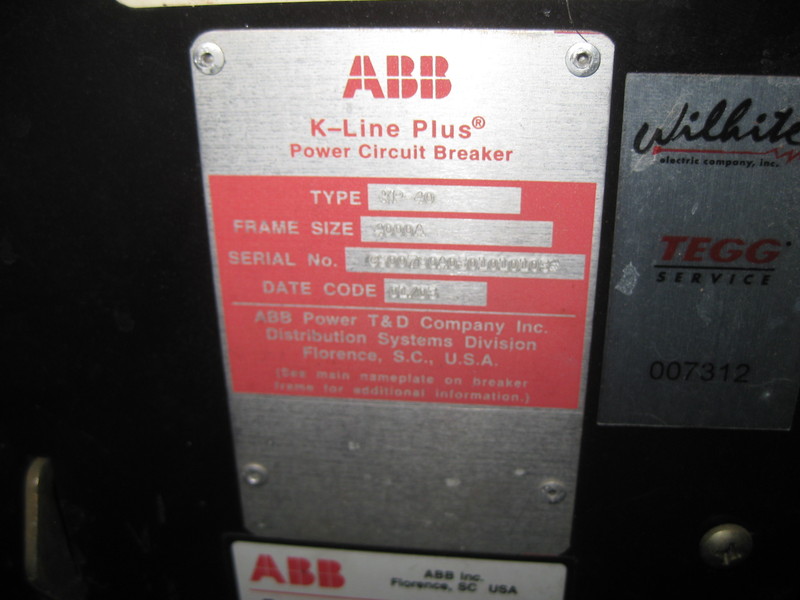 ABB
K-Line Plus®
Power Circuit Breaker
TYPE
FRAME SIZE
SERIAL No.
DATE CODE
ABB Power T&D Company Inc.
Distribution Systems Division
Florence, S.C., U.S.A.
(See main nameplate on breaker
frame for additional information.)
Wilhite
electric company, inc.
TEGG
SERVICE
007312
ABB
ABB Inc.
Florence, SC USA